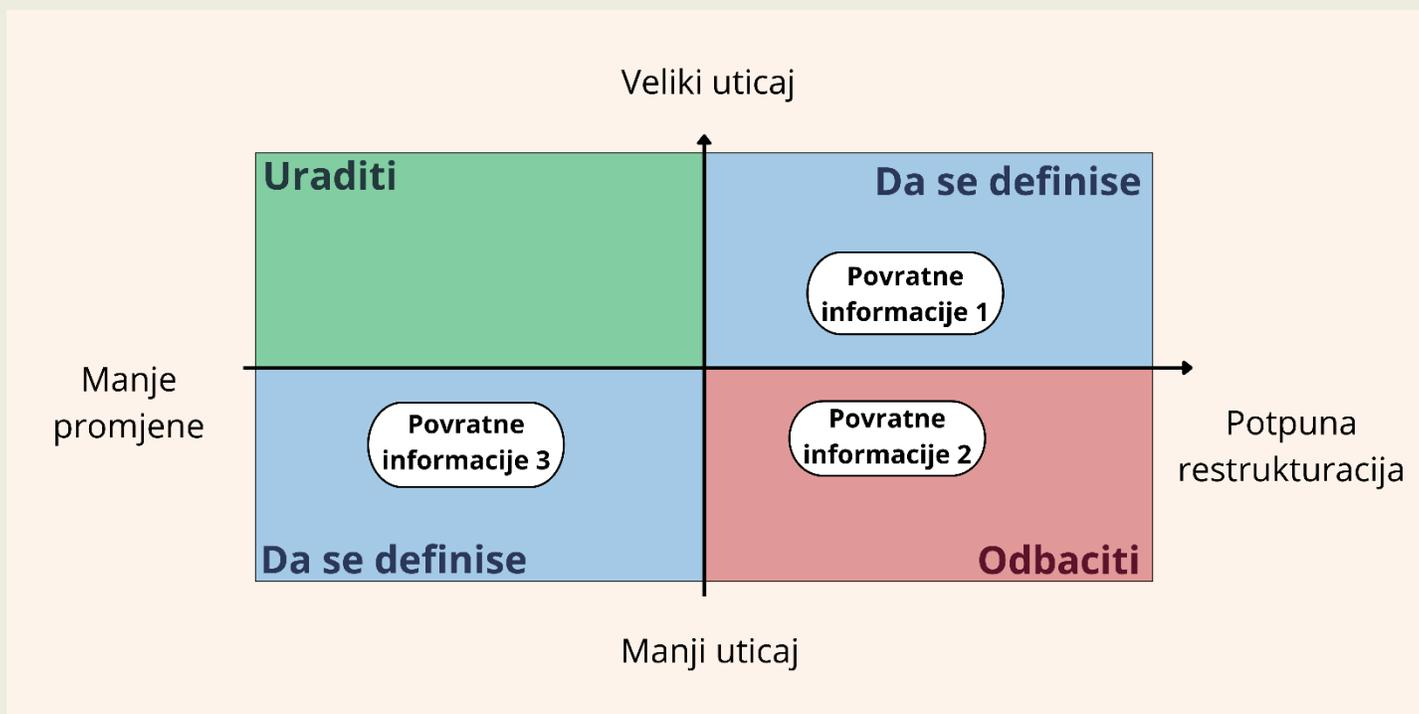 Veliki uticaj
Uraditi
Da se definise
Povratne
informacije 1
Manje
promjene
Povratne
informacije 3
Povratne
informacije 2
Potpuna
restrukturacija
Da se definise
Odbaciti
Manji uticaj